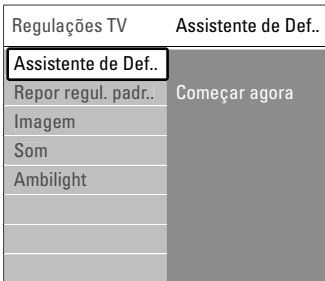 Regulações TV
Assistente de Def..
Assistente de Def..
Repor regul. padr..
Começar agora
Imagem
Som
Ambilight